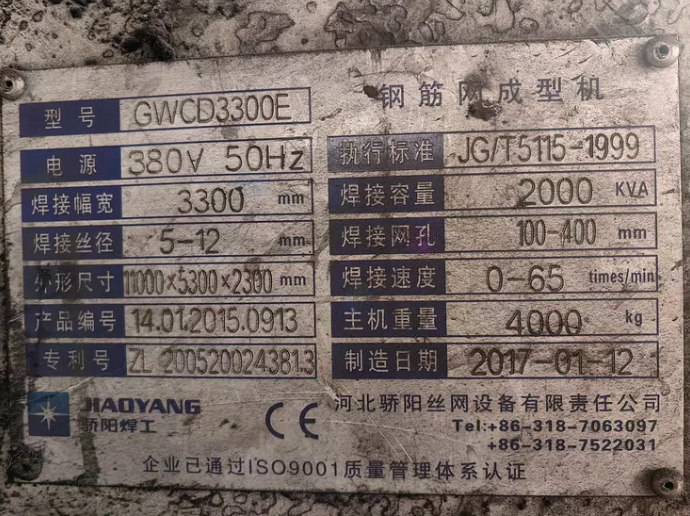 钢筋网成型机
型号 GWCD3300E
电源 380V 50Hz
执行标准 JG/T5115-1999
焊接幅宽 3300 mm
焊接容量 2000 KVA
焊接丝径 5-12 mm
焊接网孔 100-400 mm
外形尺寸 11000×5300×2300 mm
焊接速度 0-65 times/min
产品编号 14.01.2015.0913
主机重量 4000 kg
专利号 ZL 200520024381.3
制造日期 2017-01-12
JIAOYANG
骄阳焊工
CE
河北骄阳丝网设备有限责任公司
Tel:+86-318-7063097
+86-318-7522031
企业已通过ISO9001质量管理体系认证